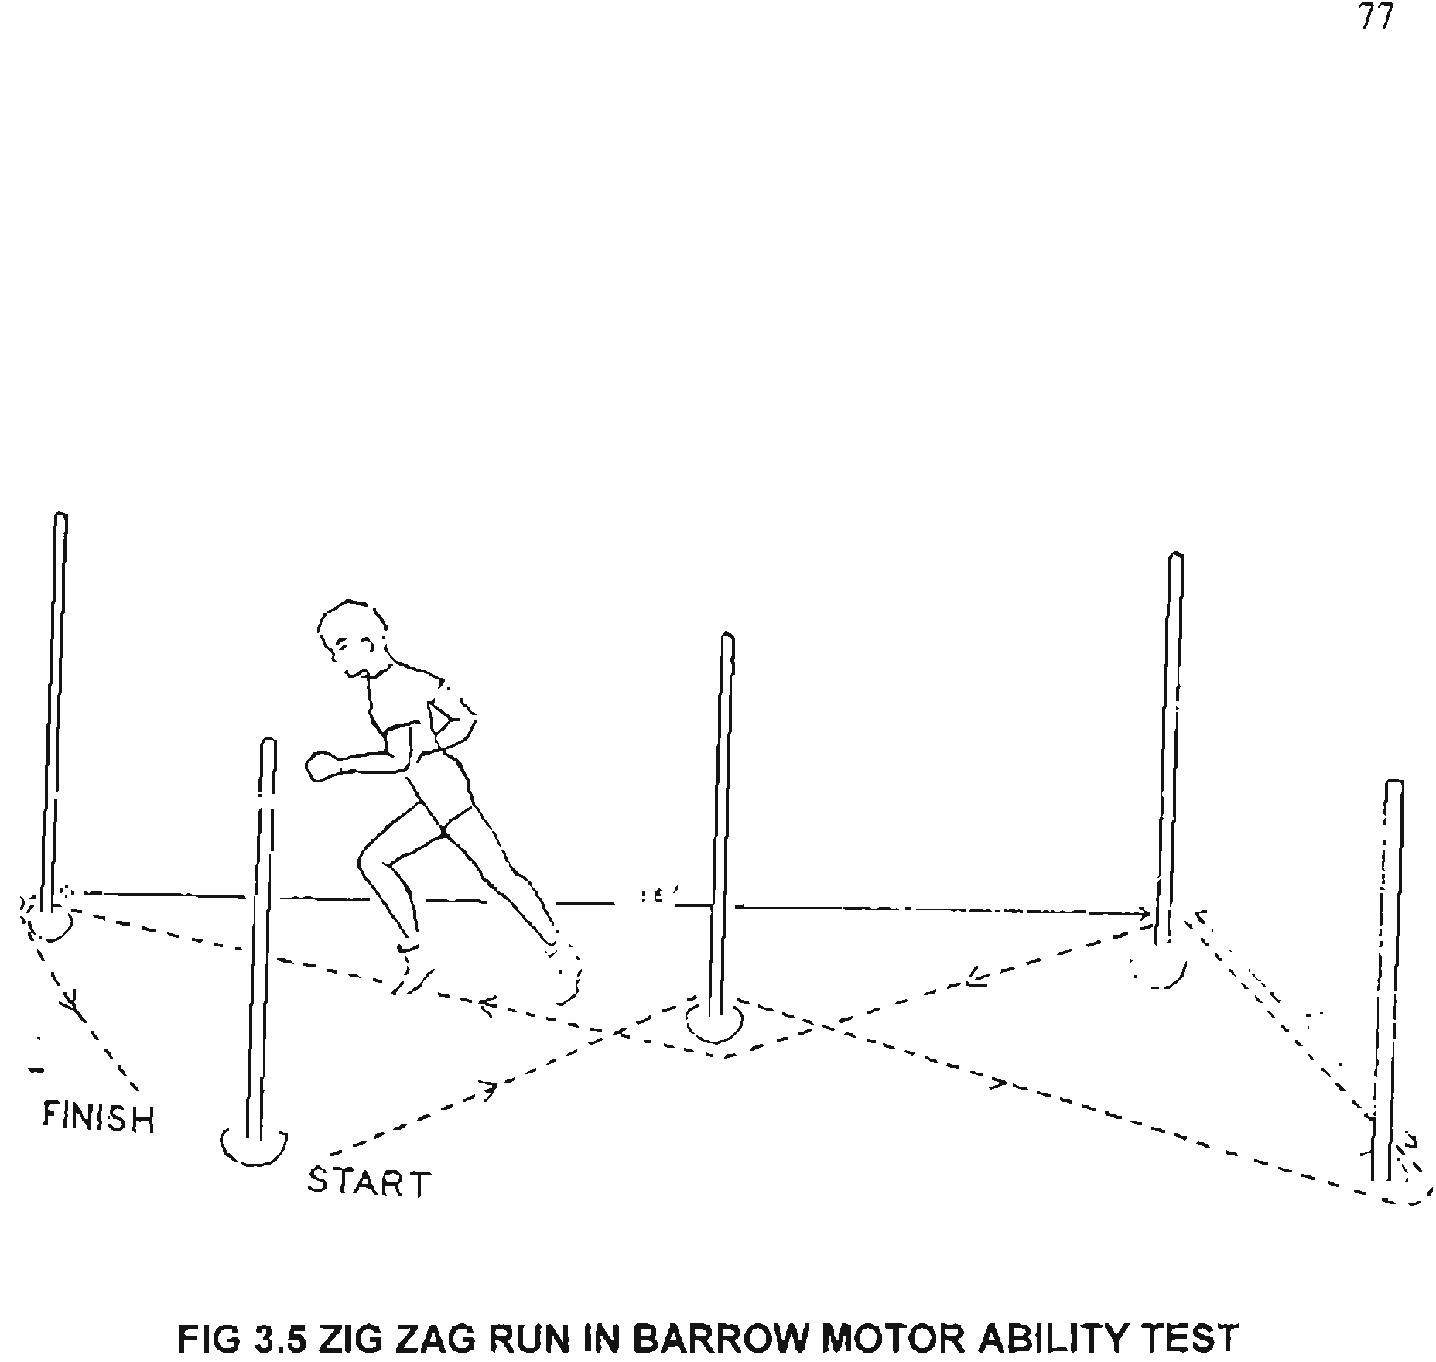 77
FINISH
START
FIG 3.5 ZIG ZAG RUN IN BARROW MOTOR ABILITY TEST